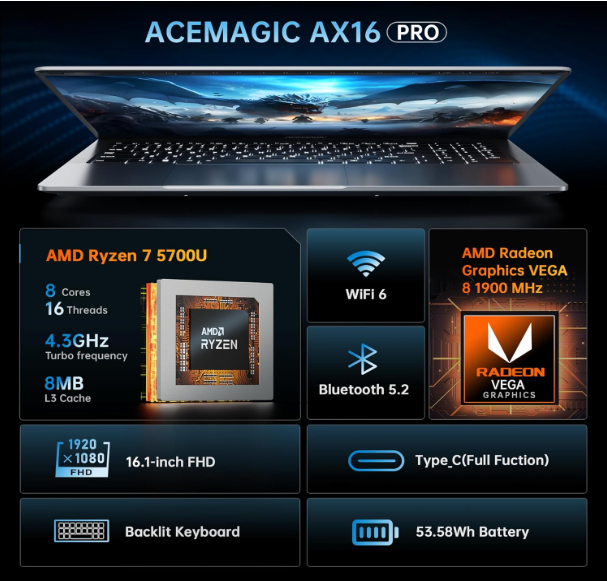 ACEMAGIC AX16 PRO
AMD Ryzen 7 5700U
8 Cores
16 Threads
4.3GHz
Turbo frequency
8MB
L3 Cache
AMD
RYZEN
WiFi 6
Bluetooth 5.2
AMD Radeon
Graphics VEGA
8 1900 MHz
RADEON
VEGA
GRAPHICS
1920
×1080
FHD
16.1-inch FHD
Type_C(Full Fuction)
Backlit Keyboard
53.58Wh Battery